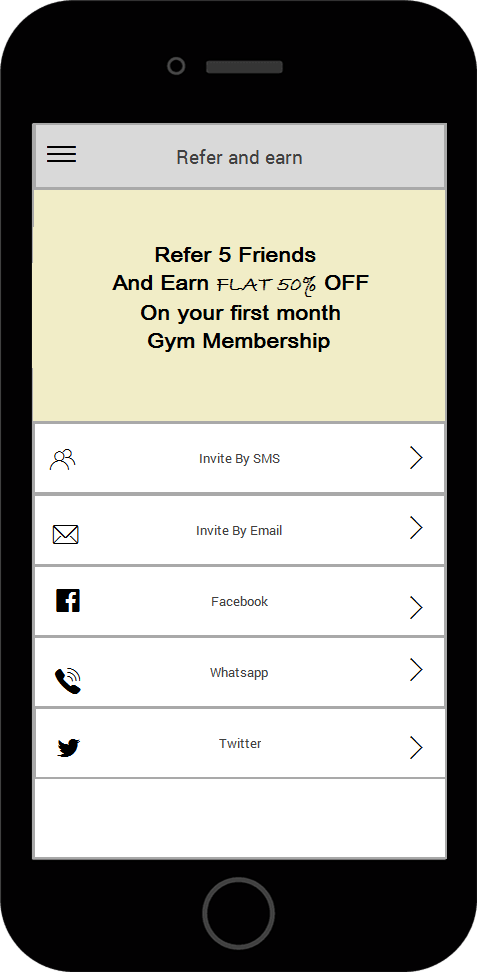 Refer and earn
Refer 5 Friends
And Earn FLAT 50% OFF
On your first month
Gym Membership
Invite By SMS
Invite By Email
Facebook
Whatsapp
Twitter